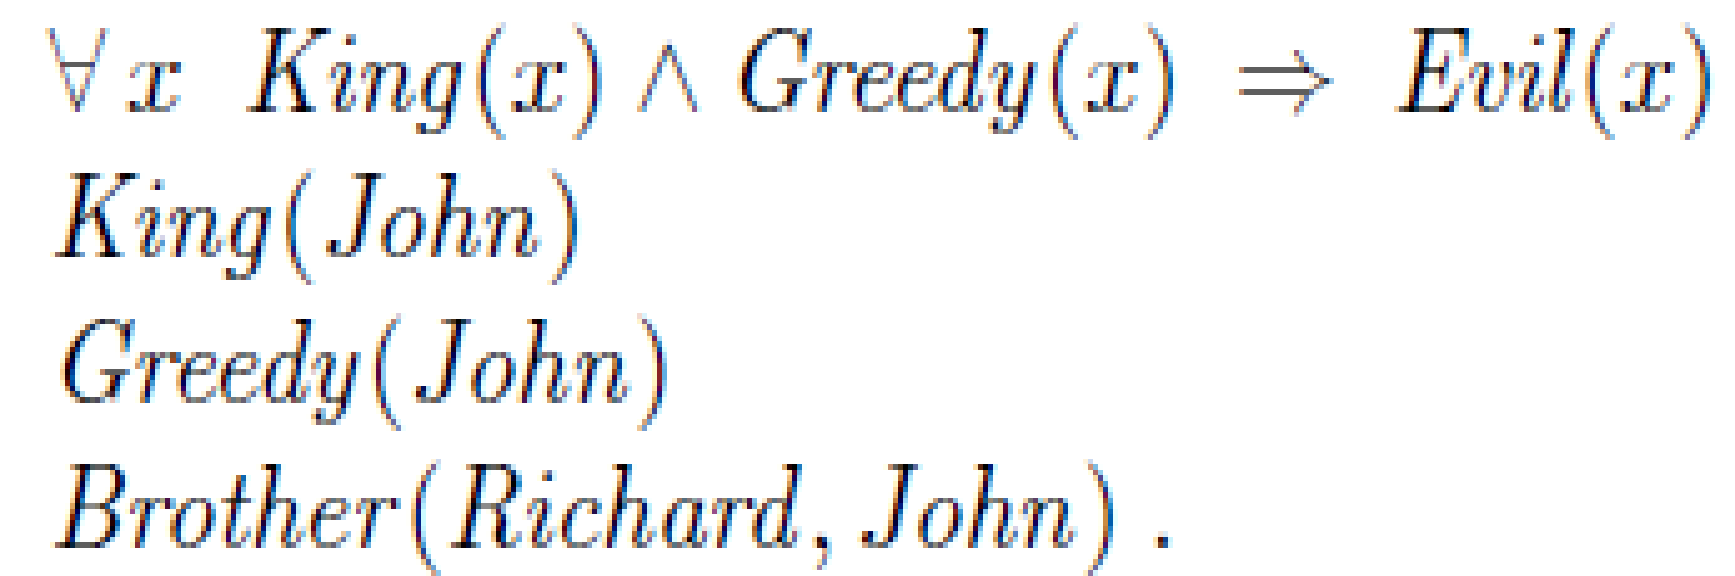 ∀ x King(x) ∧ Greedy(x) ⇒ Evil(x)
King(John)
Greedy(John)
Brother(Richard, John) .